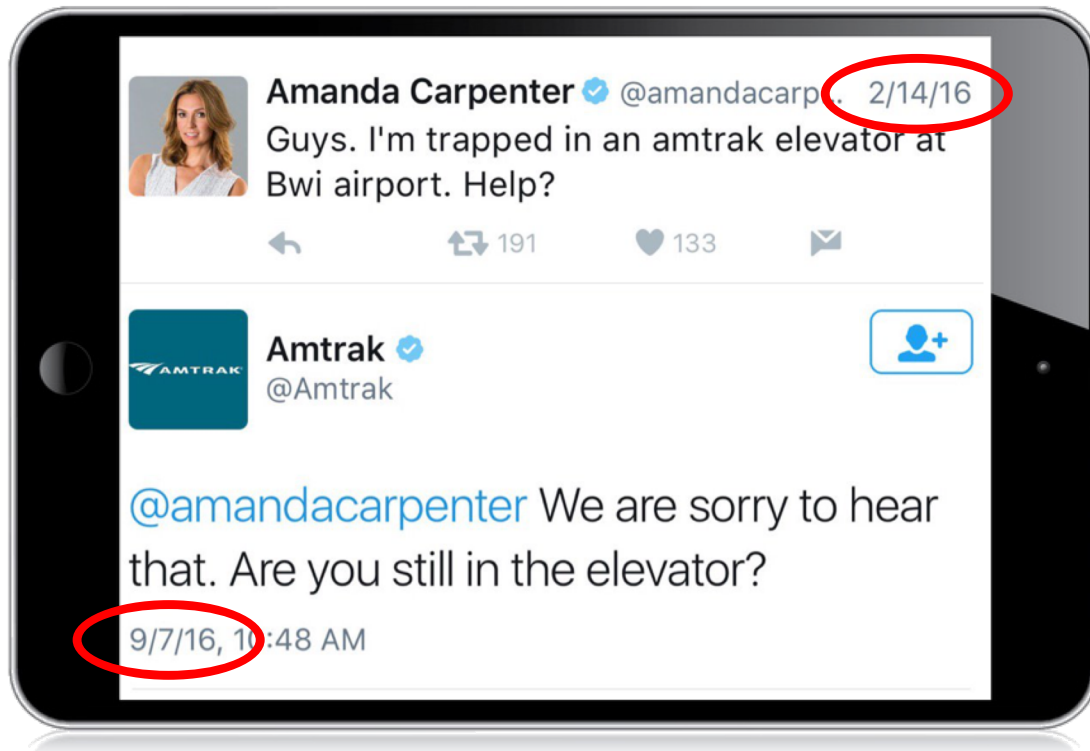 Amanda Carpenter @amandacarp... 2/14/16
Guys. I'm trapped in an amtrak elevator at
Bwi airport. Help?
191 133
AMTRAK
Amtrak
@Amtrak
@amandacarpenter We are sorry to hear
that. Are you still in the elevator?
9/7/16, 10:48 AM